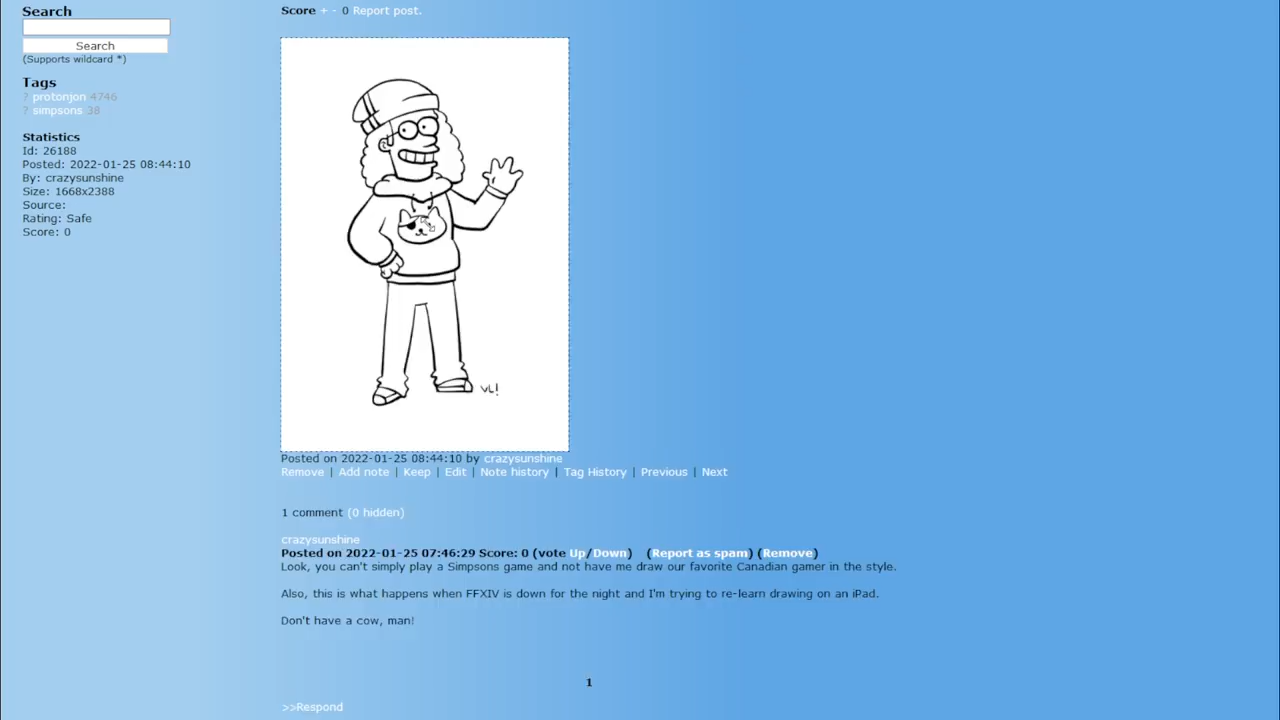 Search
Search
(Supports wildcard *)
Tags
? protonjon 4746
? simpsons 38
Statistics
Id: 26188
Posted: 2022-01-25 08:44:10
By: crazysunshine
Size: 1668x2388
Source:
Rating: Safe
Score: 0
Score + - 0 Report post.
VL!
Posted on 2022-01-25 08:44:10 by crazysunshine
Remove | Add note | Keep | Edit | Note history | Tag History | Previous | Next
1 comment (0 hidden)
crazysunshine
Posted on 2022-01-25 07:46:29 Score: 0 (vote Up/Down) (Report as spam) (Remove)
Look, you can't simply play a Simpsons game and not have me draw our favorite Canadian gamer in the style.
Also, this is what happens when FFXIV is down for the night and I'm trying to re-learn drawing on an iPad.
Don't have a cow, man!
1
>>Respond